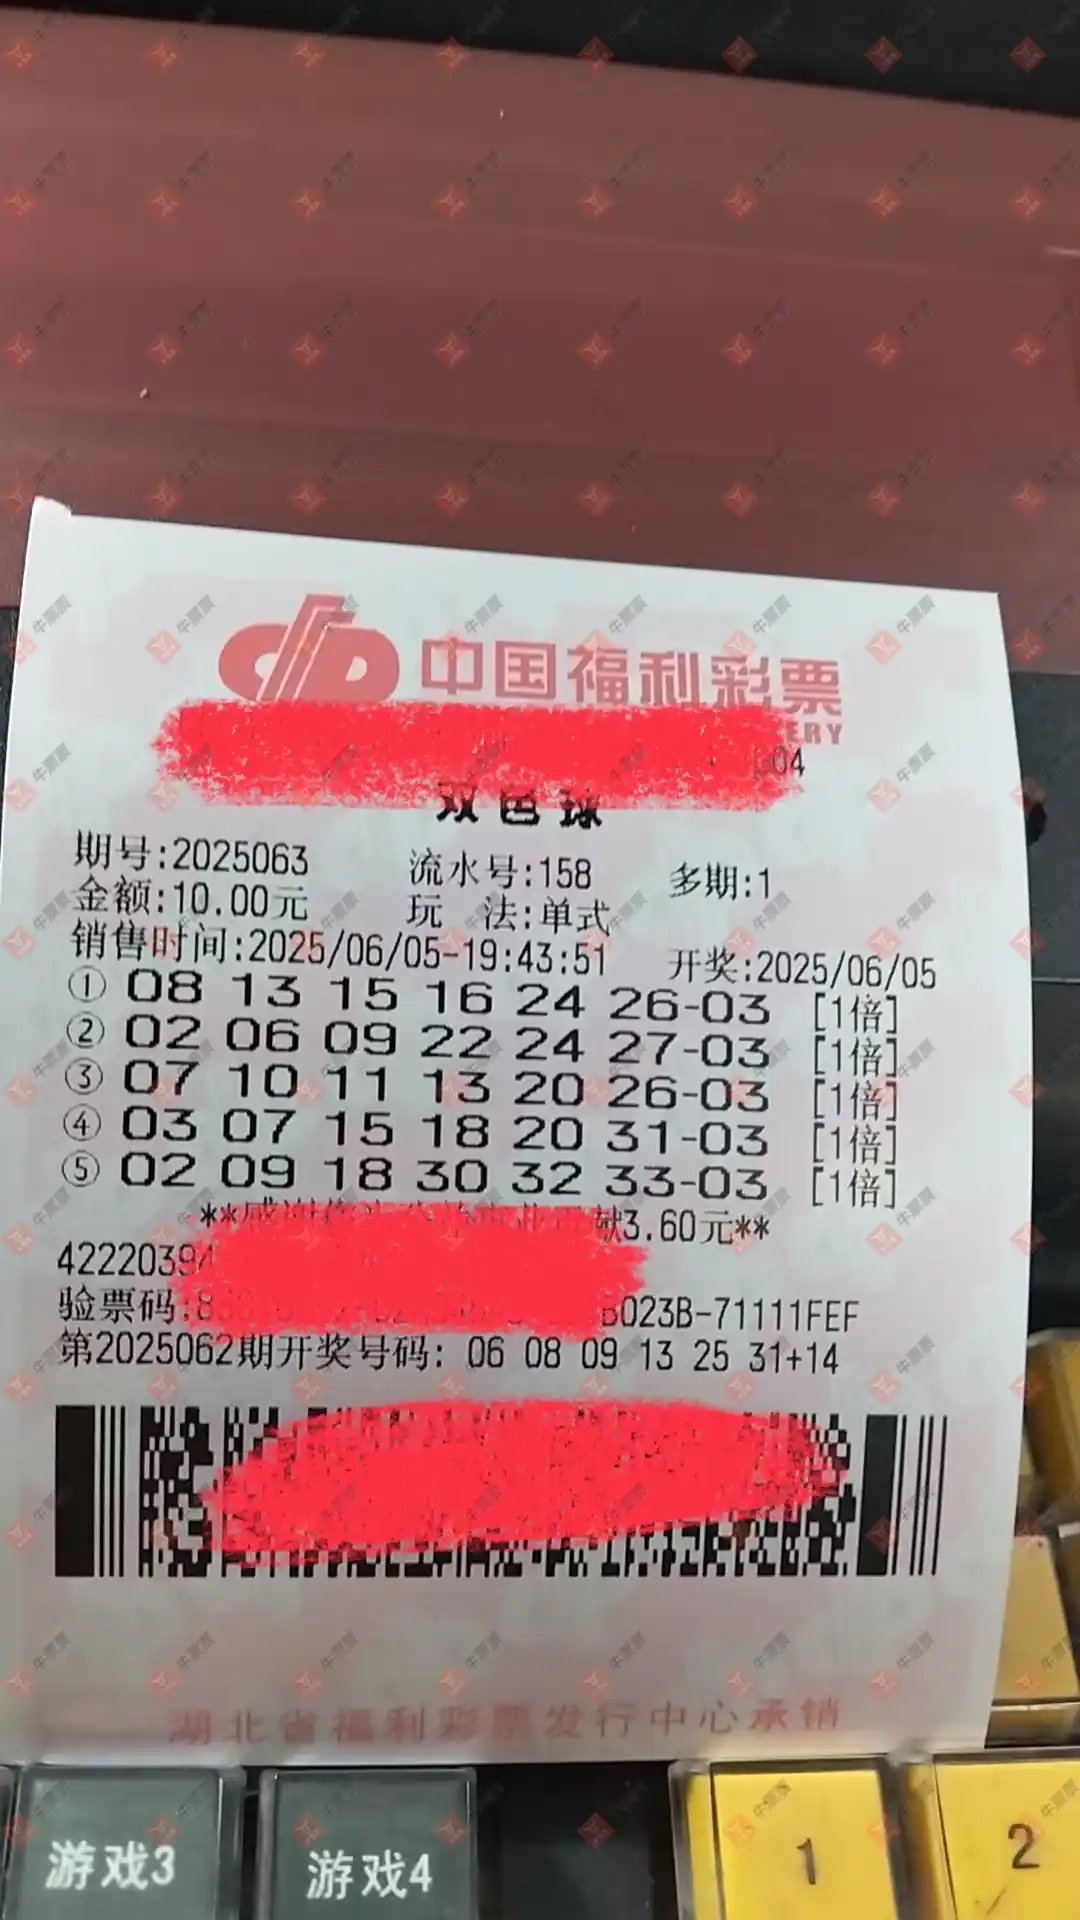 中国福利彩票
ERY
04
双色球
期号:2025063 流水号:158 多期:1
金额:10.00元 玩 法:单式
销售时间:2025/06/05-19:43:51 开奖:2025/06/05
① 08 13 15 16 24 26-03 [1倍]
② 02 06 09 22 24 27-03 [1倍]
③ 07 10 11 13 20 26-03 [1倍]
④ 03 07 15 18 20 31-03 [1倍]
⑤ 02 09 18 30 32 33-03 [1倍]
**感谢 献3.60元**
4222039
验票码:8 B023B-71111FEF
第2025062期开奖号码: 06 08 09 13 25 31+14
湖北省福利彩票发行中心承销
游戏3 游戏4 1 2
牛票票